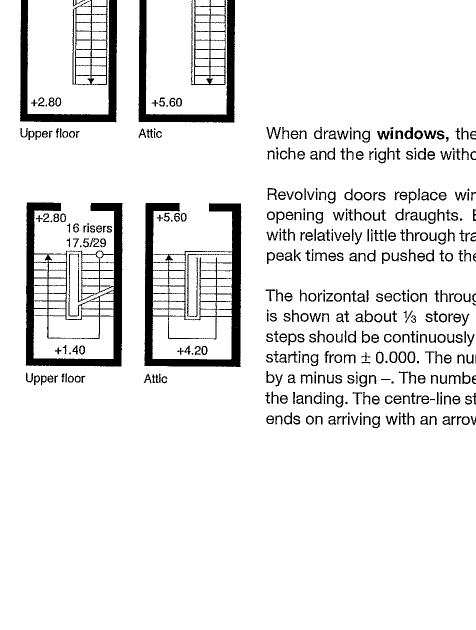 +2.80
+5.60
Upper floor
Attic
+2.80
16 risers
17.5/29
+1.40
+5.60
+4.20
Upper floor
Attic
When drawing windows, the
niche and the right side witho
Revolving doors replace win
opening without draughts. E
with relatively little through tra
peak times and pushed to the
The horizontal section throug
is shown at about ⅓ storey
steps should be continuously
starting from ± 0.000. The nu
by a minus sign –. The numbe
the landing. The centre-line st
ends on arriving with an arrow